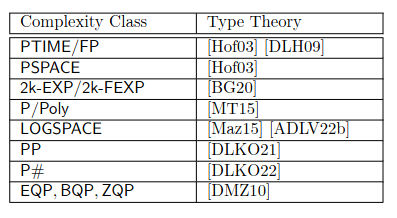 Complexity Class Type Theory
PTIME/FP [Hof03] [DLH09]
PSPACE [Hof03]
2k-EXP/2k-FEXP [BG20]
P/Poly [MT15]
LOGSPACE [Maz15] [ADLV22b]
PP [DLKO21]
P# [DLKO22]
EQP, BQP, ZQP [DMZ10]